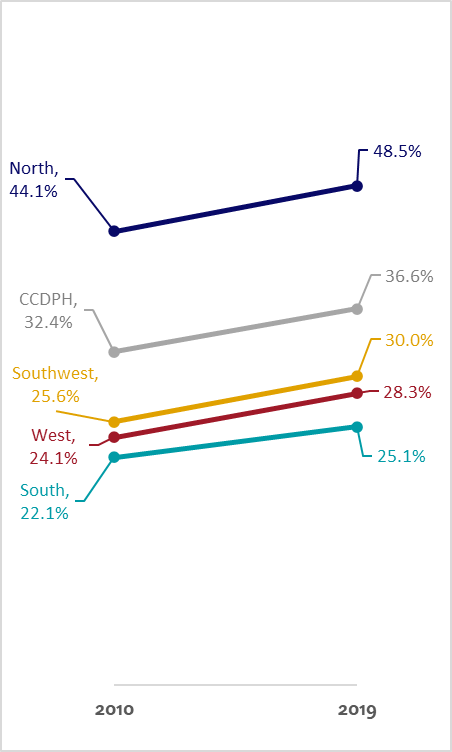 48.5%
North,
44.1%
36.6%
CCDPH,
32.4%
30.0%
Southwest,
25.6%
28.3%
West,
24.1%
25.1%
South,
22.1%
2010 2019